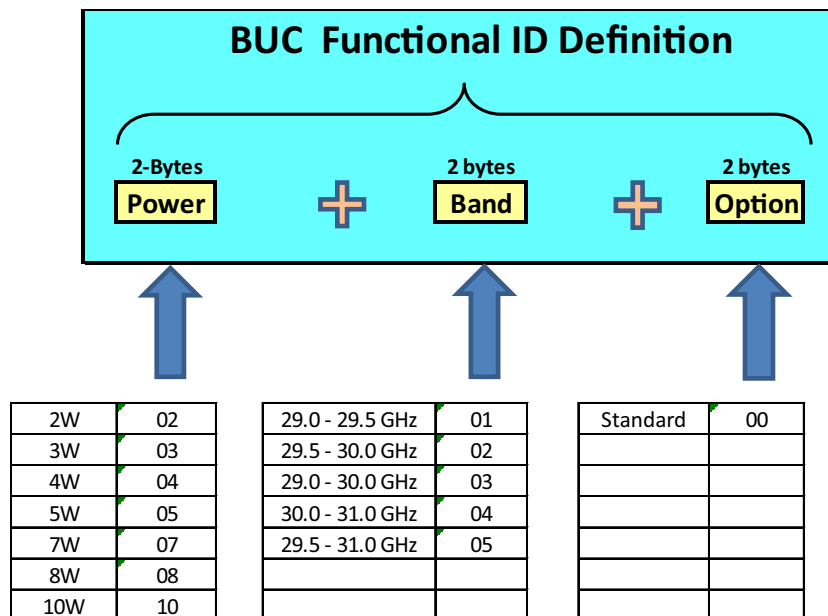 BUC Functional ID Definition
2-Bytes 2 bytes 2 bytes
Power + Band + Option
2W 02 29.0 - 29.5 GHz 01 Standard 00
3W 03 29.5 - 30.0 GHz 02
4W 04 29.0 - 30.0 GHz 03
5W 05 30.0 - 31.0 GHz 04
7W 07 29.5 - 31.0 GHz 05
8W 08
10W 10